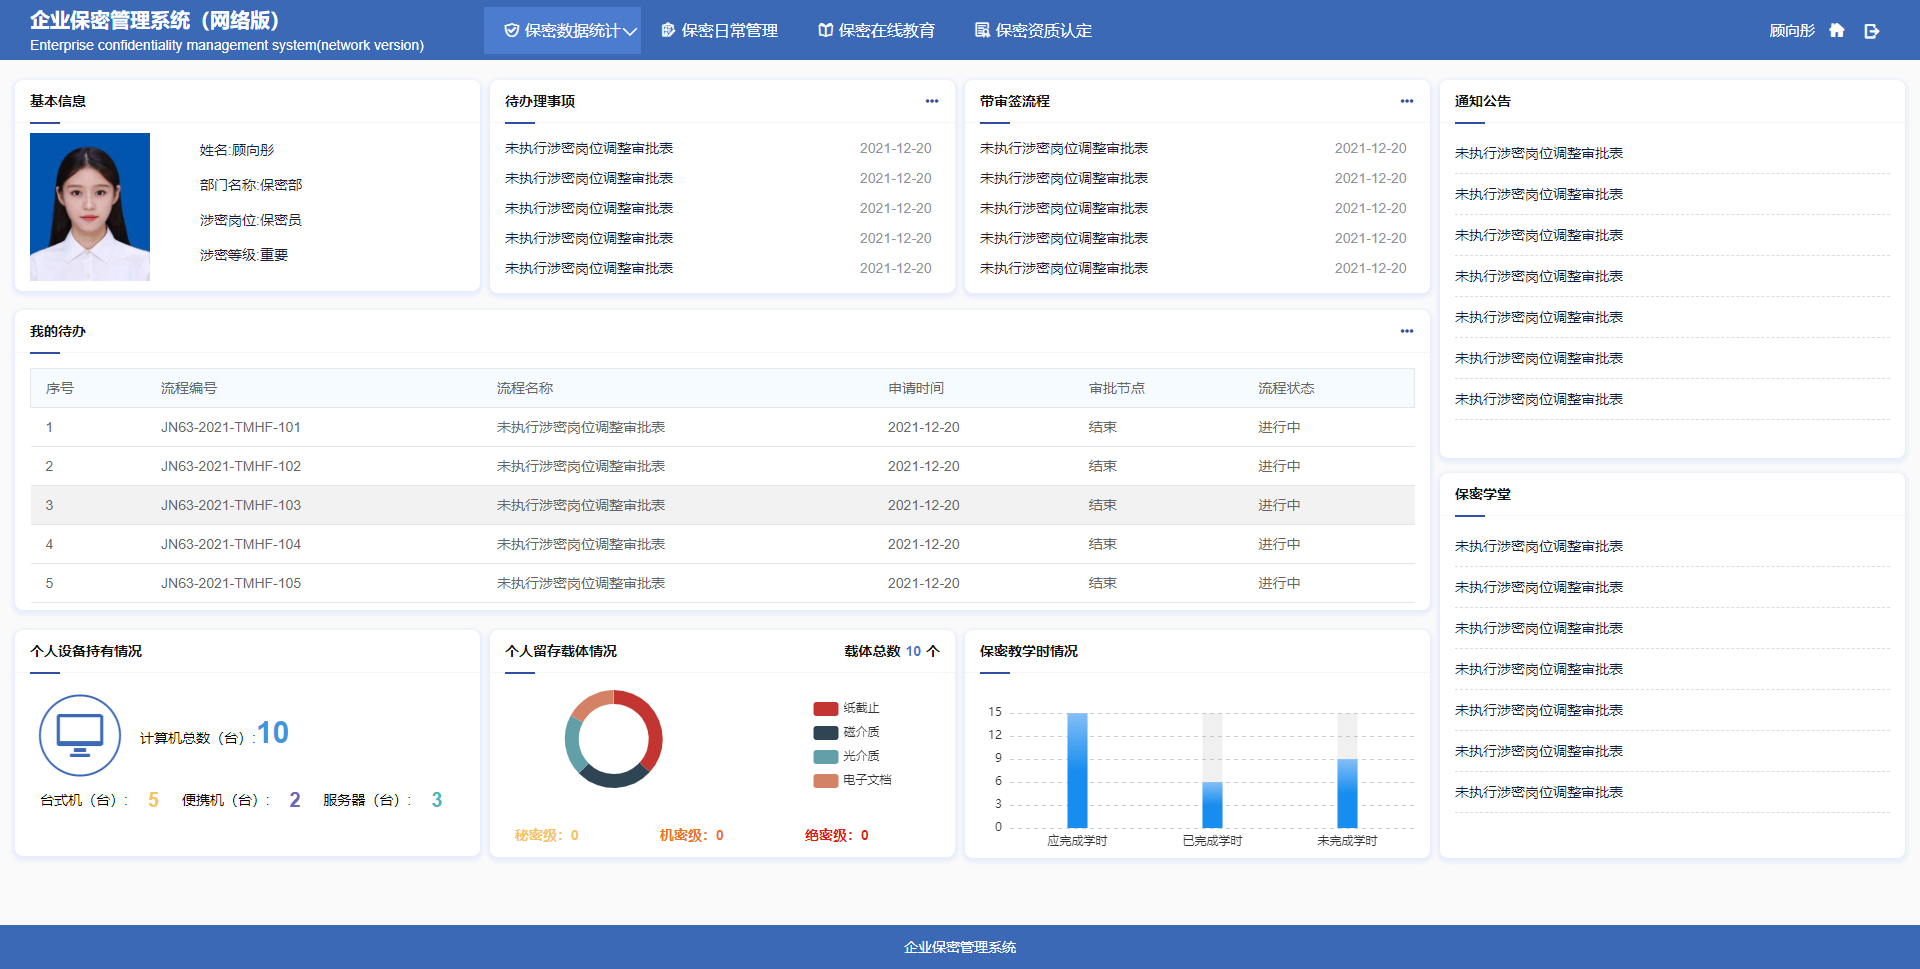 企业保密管理系统（网络版）
Enterprise confidentiality management system(network version)
保密数据统计
保密日常管理
保密在线教育
保密资质认定
顾向彤
基本信息
姓名:顾向彤
部门名称:保密部
涉密岗位:保密员
涉密等级:重要
待办理事项
未执行涉密岗位调整审批表 2021-12-20
未执行涉密岗位调整审批表 2021-12-20
未执行涉密岗位调整审批表 2021-12-20
未执行涉密岗位调整审批表 2021-12-20
未执行涉密岗位调整审批表 2021-12-20
带审签流程
未执行涉密岗位调整审批表 2021-12-20
未执行涉密岗位调整审批表 2021-12-20
未执行涉密岗位调整审批表 2021-12-20
未执行涉密岗位调整审批表 2021-12-20
未执行涉密岗位调整审批表 2021-12-20
通知公告
未执行涉密岗位调整审批表
未执行涉密岗位调整审批表
未执行涉密岗位调整审批表
未执行涉密岗位调整审批表
未执行涉密岗位调整审批表
未执行涉密岗位调整审批表
未执行涉密岗位调整审批表
我的待办
序号 流程编号 流程名称 申请时间 审批节点 流程状态
1 JN63-2021-TMHF-101 未执行涉密岗位调整审批表 2021-12-20 结束 进行中
2 JN63-2021-TMHF-102 未执行涉密岗位调整审批表 2021-12-20 结束 进行中
3 JN63-2021-TMHF-103 未执行涉密岗位调整审批表 2021-12-20 结束 进行中
4 JN63-2021-TMHF-104 未执行涉密岗位调整审批表 2021-12-20 结束 进行中
5 JN63-2021-TMHF-105 未执行涉密岗位调整审批表 2021-12-20 结束 进行中
保密学堂
未执行涉密岗位调整审批表
未执行涉密岗位调整审批表
未执行涉密岗位调整审批表
未执行涉密岗位调整审批表
未执行涉密岗位调整审批表
未执行涉密岗位调整审批表
未执行涉密岗位调整审批表
个人设备持有情况
计算机总数（台）:10
台式机（台）: 5 便携机（台）: 2 服务器（台）: 3
个人留存载体情况 载体总数 10 个
纸截止
磁介质
光介质
电子文档
秘密级：0 机密级：0 绝密级：0
保密教学时情况
15
12
9
6
3
0
应完成学时 已完成学时 未完成学时
企业保密管理系统